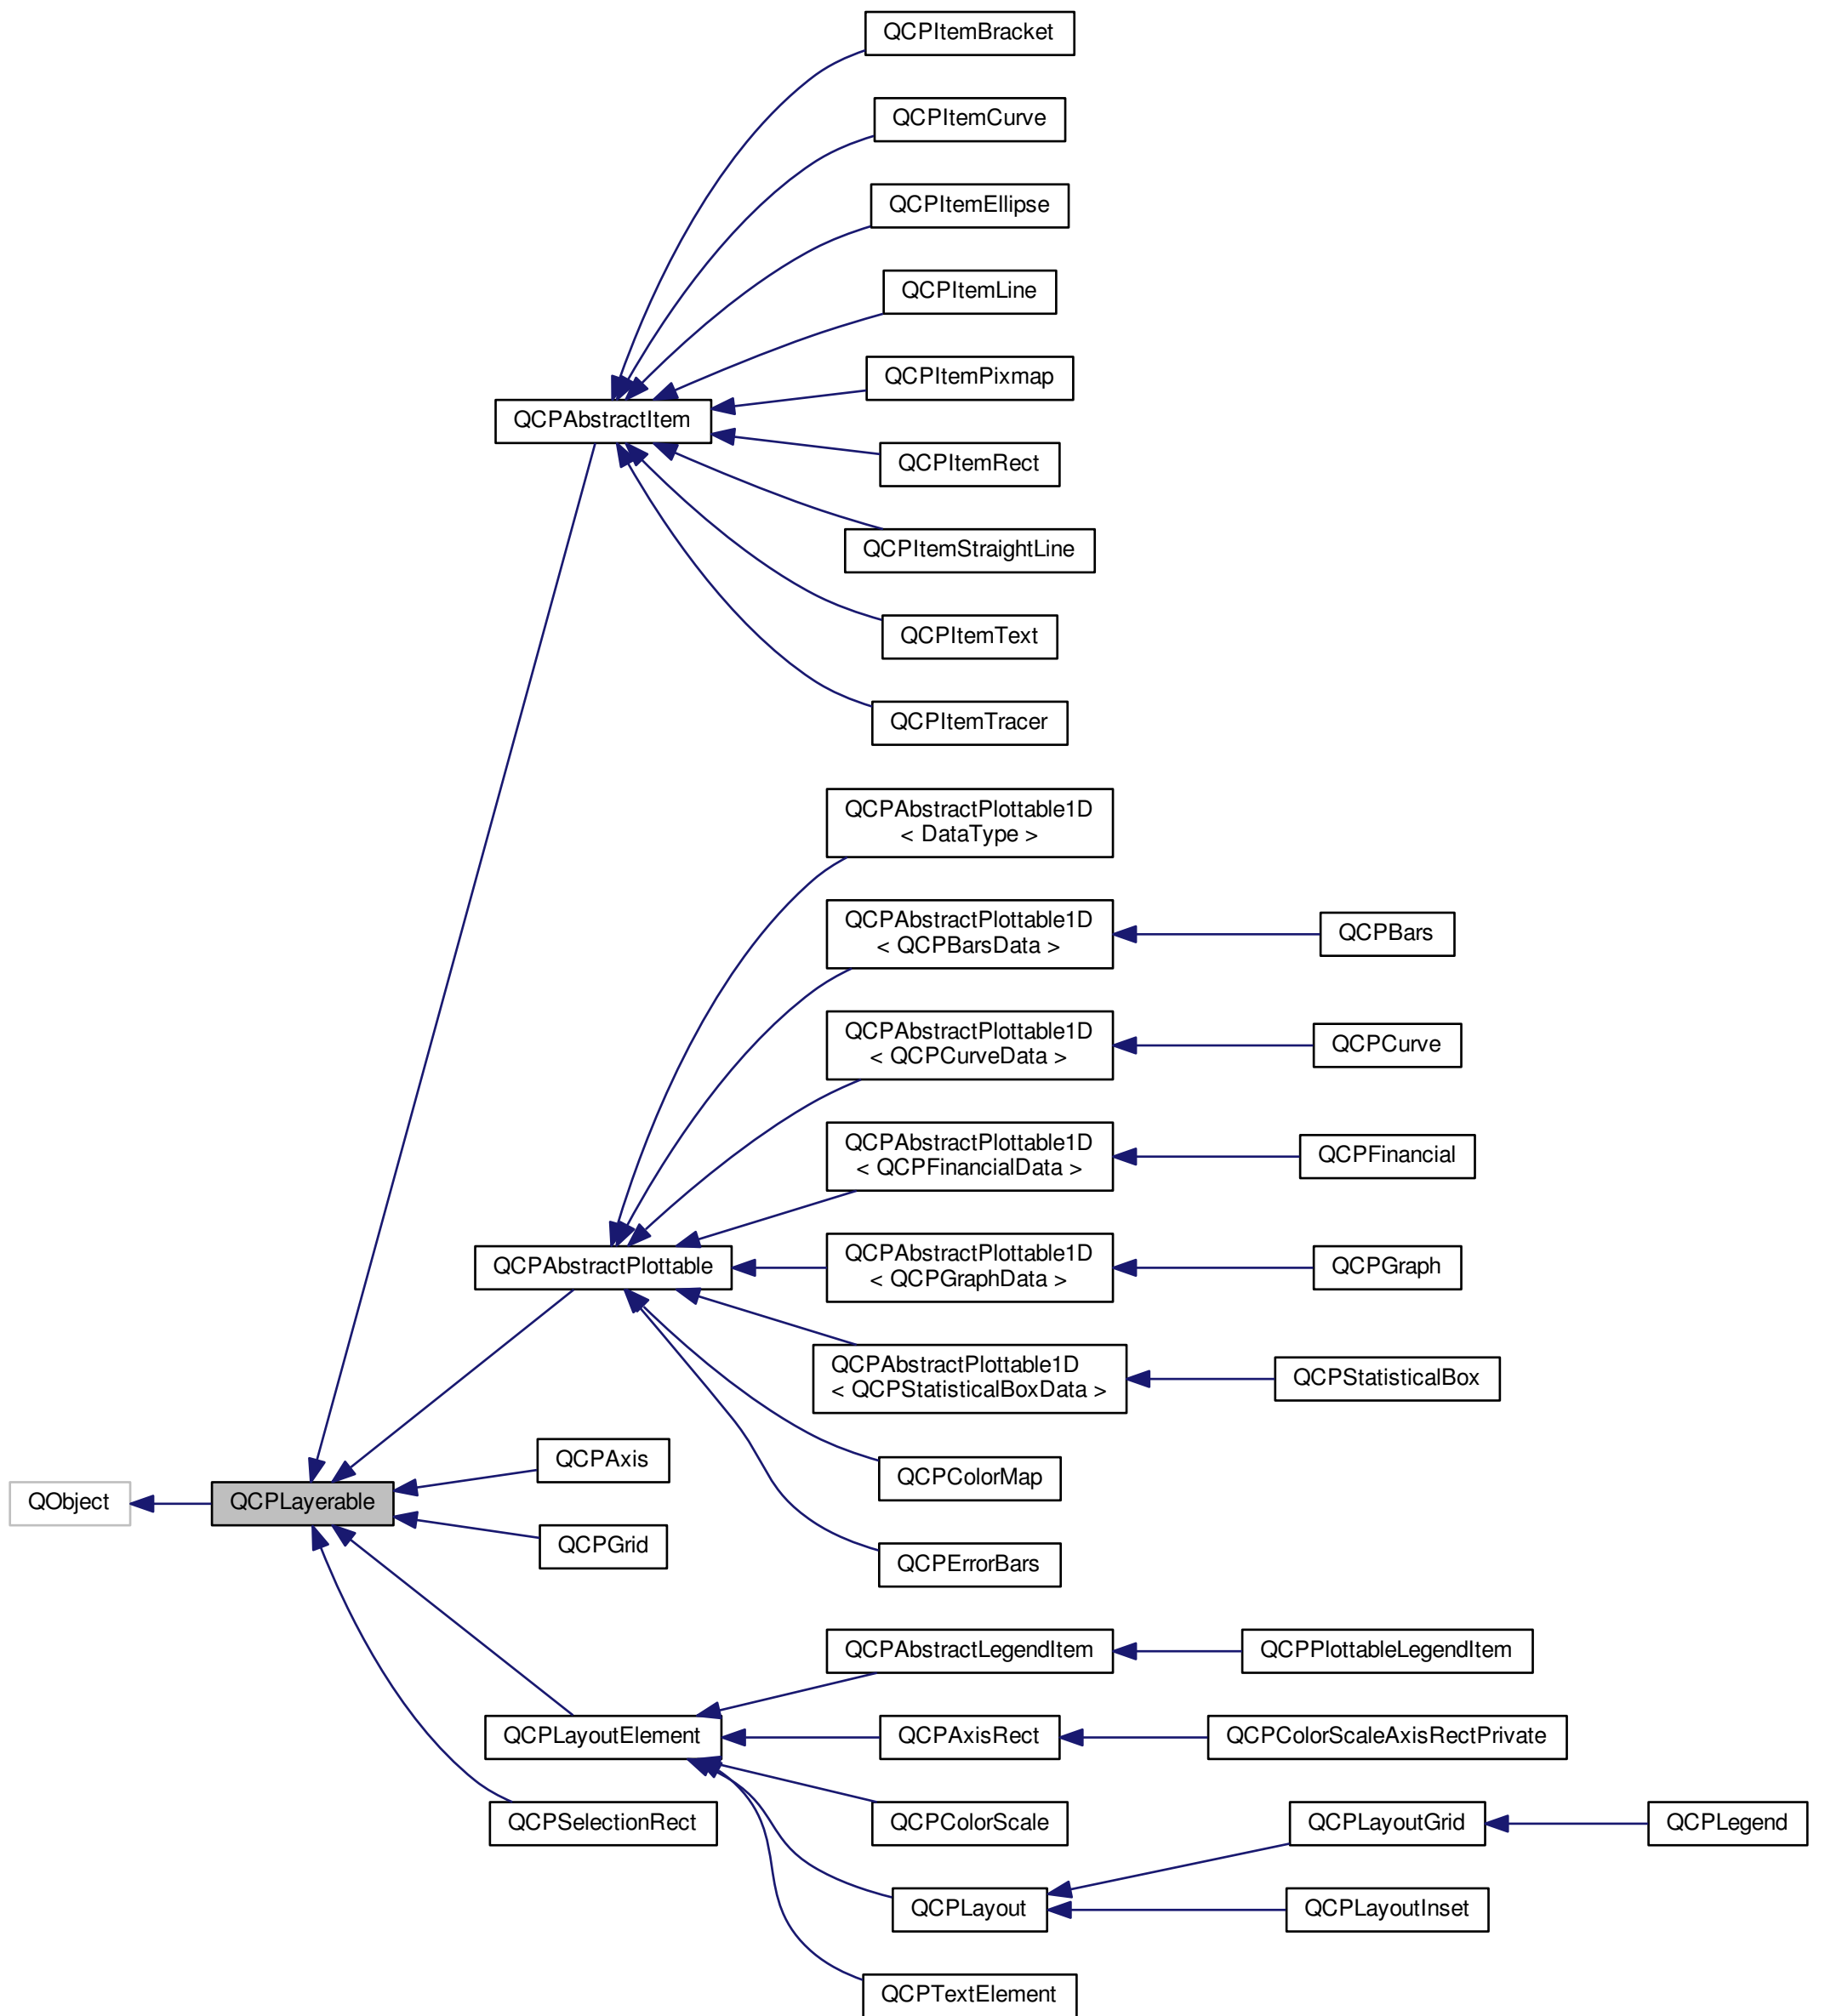 QCPItemBracket
QCPItemCurve
QCPItemEllipse
QCPItemLine
QCPItemPixmap
QCPAbstractItem
QCPItemRect
QCPItemStraightLine
QCPItemText
QCPItemTracer
QCPAbstractPlottable1D
< DataType >
QCPAbstractPlottable1D
< QCPBarsData >
QCPBars
QCPAbstractPlottable1D
< QCPCurveData >
QCPCurve
QCPAbstractPlottable1D
< QCPFinancialData >
QCPFinancial
QCPAbstractPlottable
QCPAbstractPlottable1D
< QCPGraphData >
QCPGraph
QCPAbstractPlottable1D
< QCPStatisticalBoxData >
QCPStatisticalBox
QCPAxis
QCPColorMap
QObject
QCPLayerable
QCPGrid
QCPErrorBars
QCPAbstractLegendItem
QCPPlottableLegendItem
QCPLayoutElement
QCPAxisRect
QCPColorScaleAxisRectPrivate
QCPSelectionRect
QCPColorScale
QCPLayoutGrid
QCPLegend
QCPLayout
QCPLayoutInset
QCPTextElement